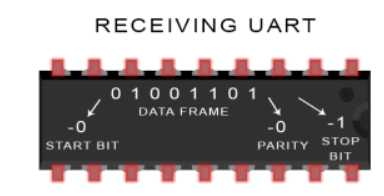 RECEIVING UART
0 1 0 0 1 1 0 1
DATA FRAME
-0
-0
-1
START BIT
PARITY
STOP
BIT